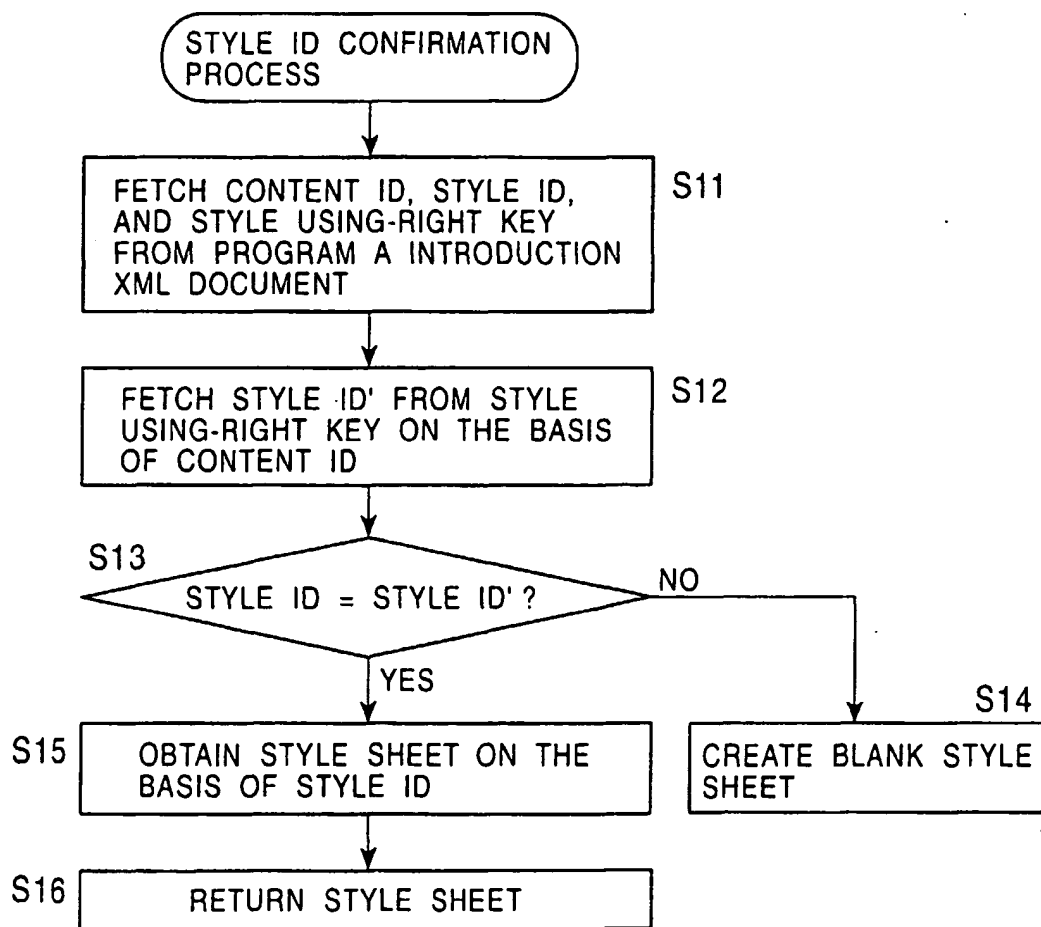 STYLE ID CONFIRMATION
PROCESS
FETCH CONTENT ID, STYLE ID,
AND STYLE USING-RIGHT KEY
FROM PROGRAM A INTRODUCTION
XML DOCUMENT
S11
FETCH STYLE ID' FROM STYLE
USING-RIGHT KEY ON THE BASIS
OF CONTENT ID
S12
S13
STYLE ID = STYLE ID' ?
NO
YES
S14
CREATE BLANK STYLE
SHEET
S15
OBTAIN STYLE SHEET ON THE
BASIS OF STYLE ID
S16
RETURN STYLE SHEET